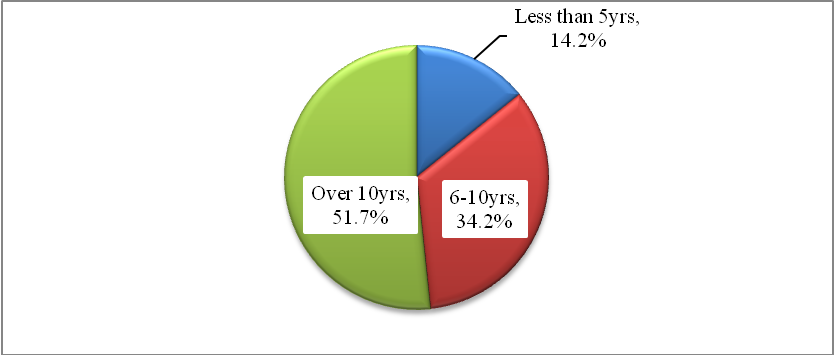 Less than 5yrs,
14.2%
Over 10yrs,
51.7%
6-10yrs,
34.2%